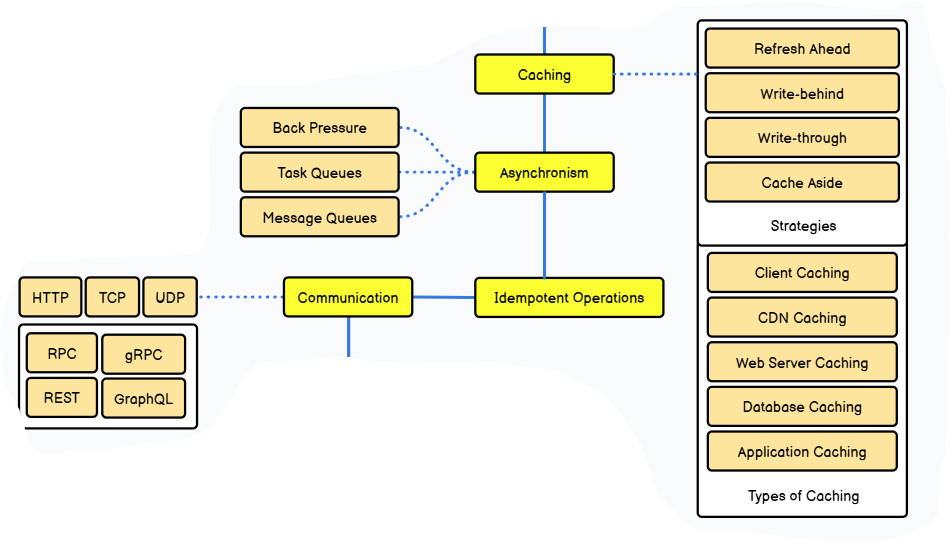 Refresh Ahead
Caching
Write-behind
Back Pressure
Write-through
Task Queues
Asynchronism
Cache Aside
Message Queues
Strategies
Client Caching
HTTP
TCP
UDP
Communication
Idempotent Operations
CDN Caching
RPC
gRPC
Web Server Caching
REST
GraphQL
Database Caching
Application Caching
Types of Caching